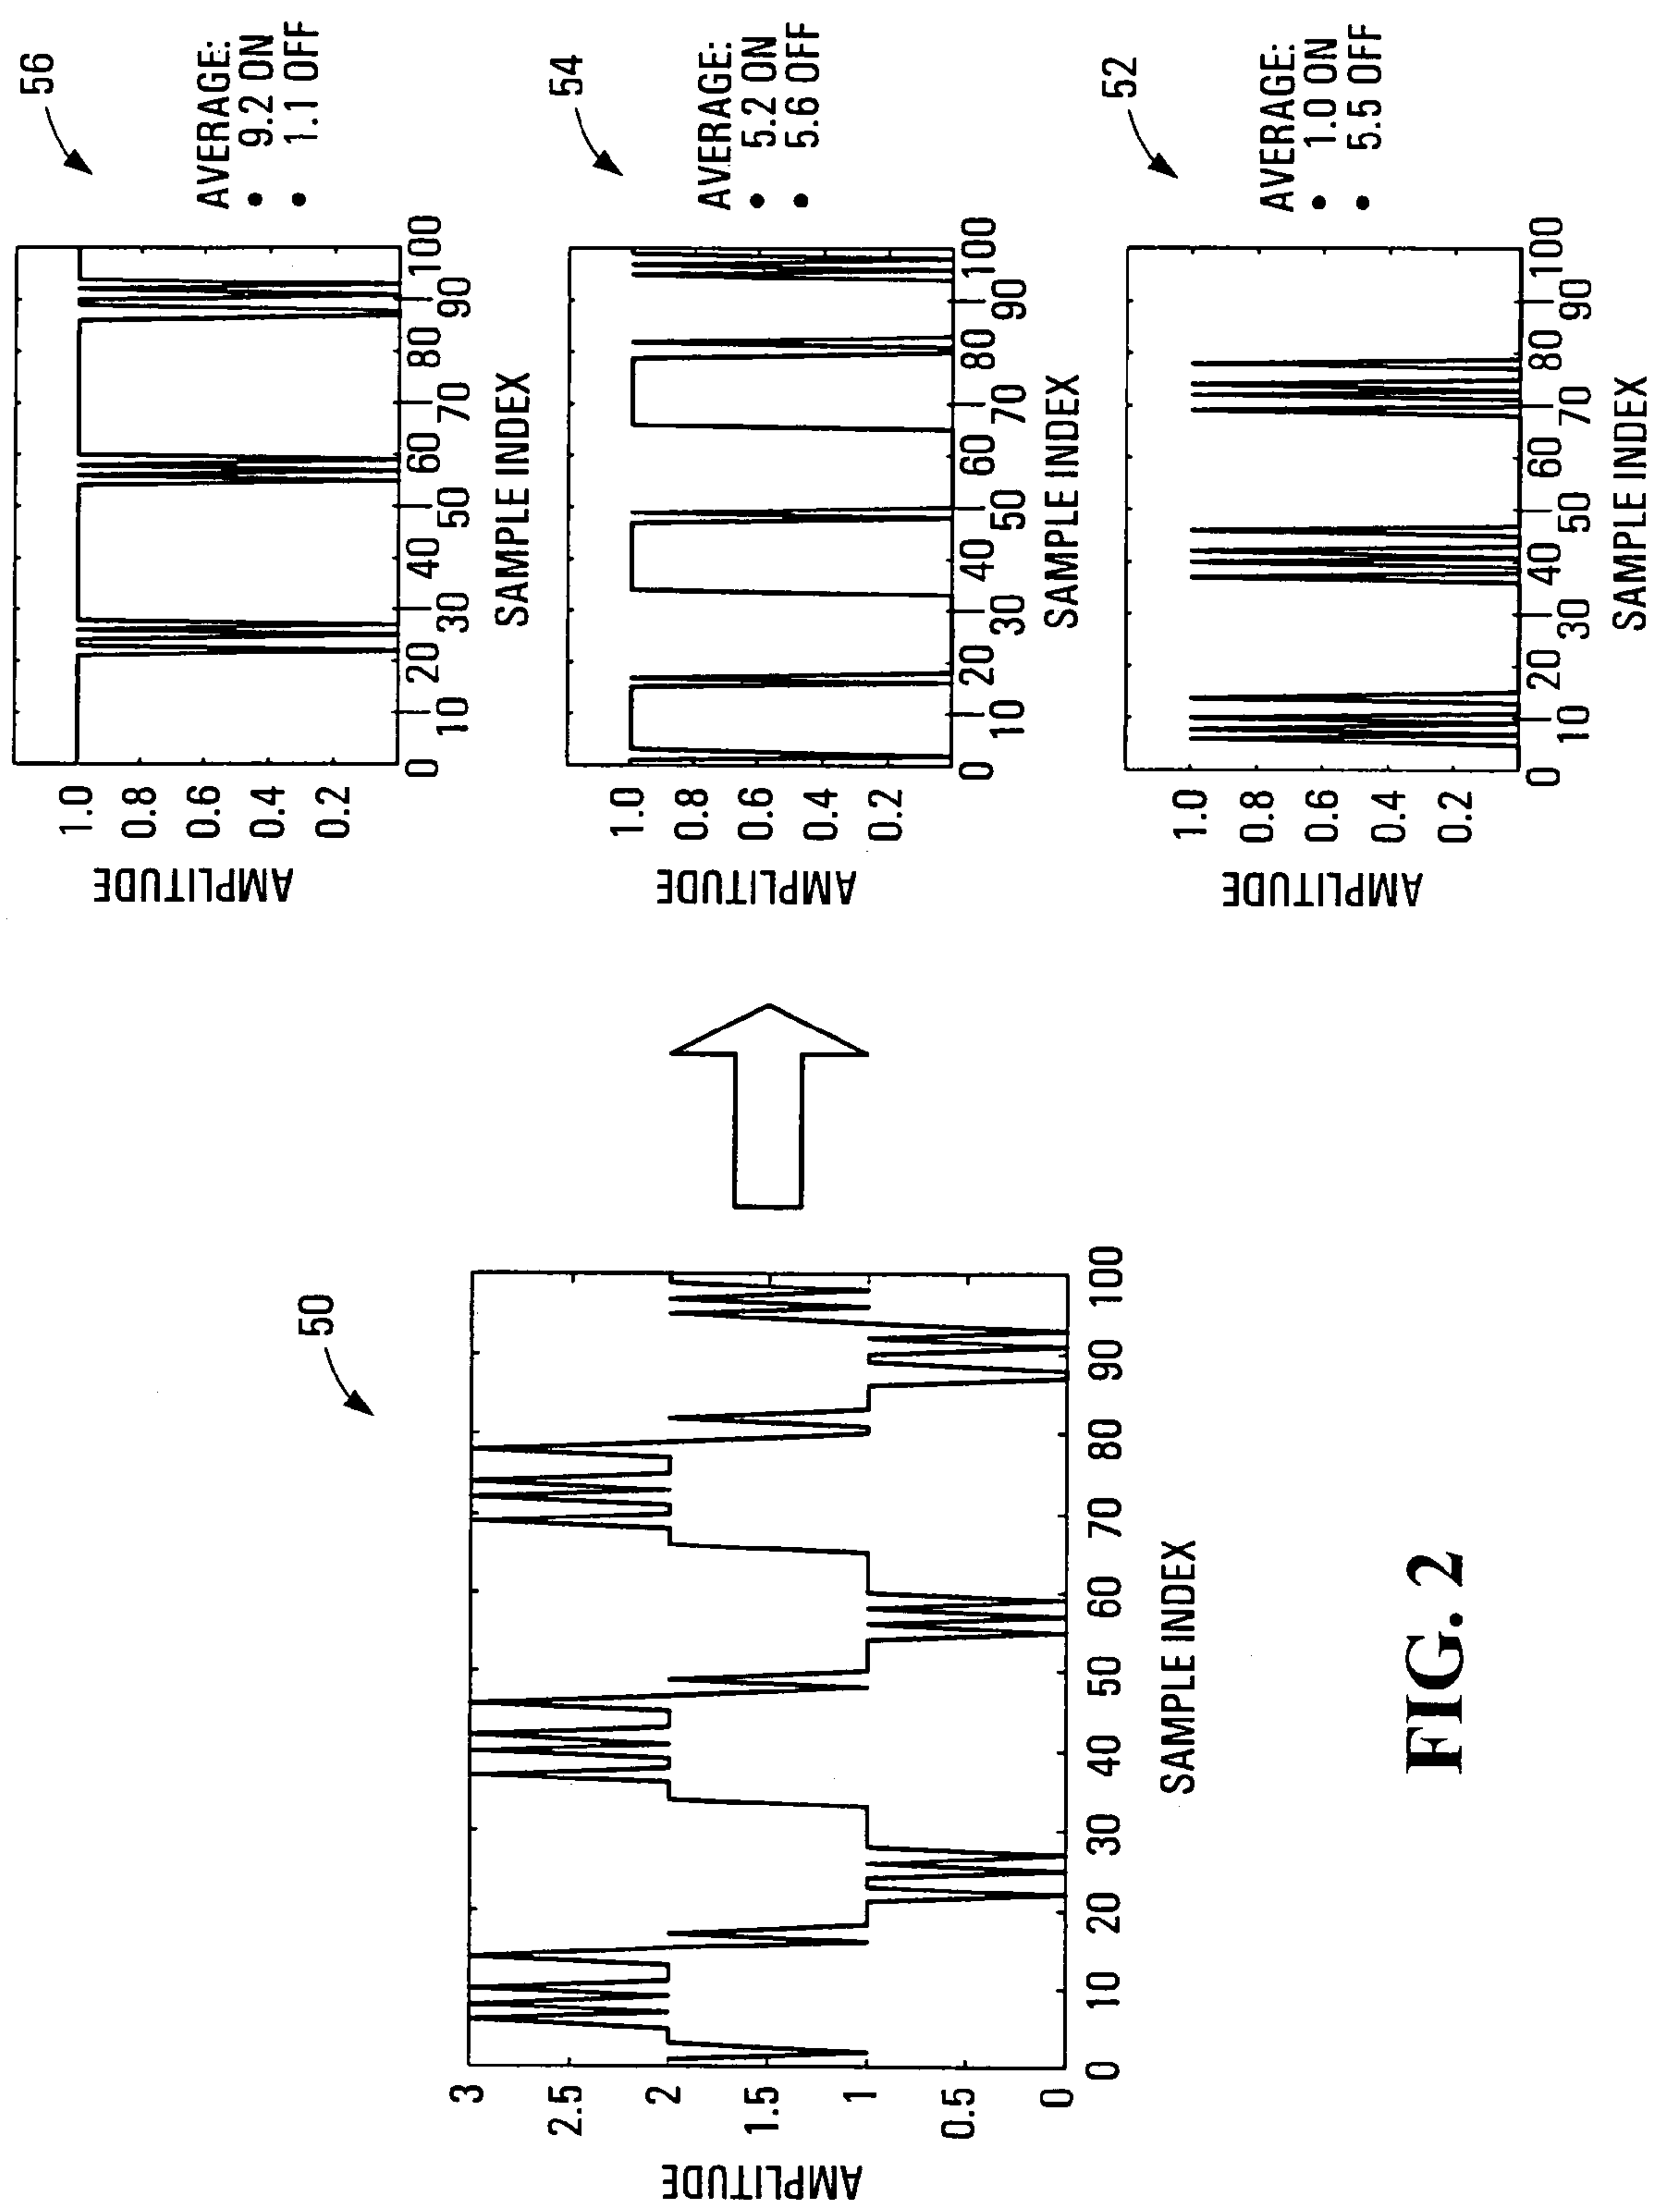 50
AMPLITUDE
3
2.5
2
1.5
1
0.5
0
0 10 20 30 40 50 60 70 80 90 100
SAMPLE INDEX
56
AMPLITUDE
1.0
0.8
0.6
0.4
0.2
0 10 20 30 40 50 60 70 80 90 100
SAMPLE INDEX
AVERAGE:
• 9.2 ON
• 1.1 OFF
54
AMPLITUDE
1.0
0.8
0.6
0.4
0.2
0 10 20 30 40 50 60 70 80 90 100
SAMPLE INDEX
AVERAGE:
• 5.2 ON
• 5.6 OFF
52
AMPLITUDE
1.0
0.8
0.6
0.4
0.2
0 10 20 30 40 50 60 70 80 90 100
SAMPLE INDEX
AVERAGE:
• 1.0 ON
• 5.5 OFF
FIG. 2